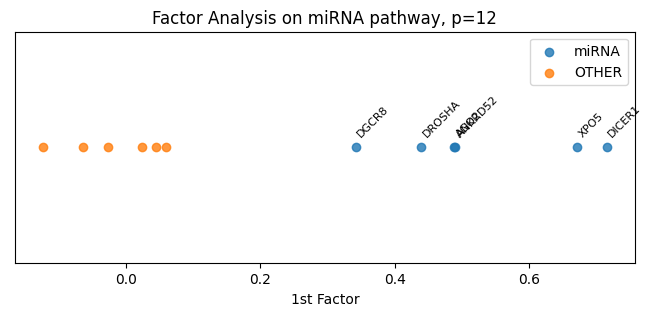 Factor Analysis on miRNA pathway, p=12
miRNA
OTHER
DGCR8
DROSHA
ANKRD52
XPO5
DICER1
0.0
0.2
0.4
0.6
1st Factor